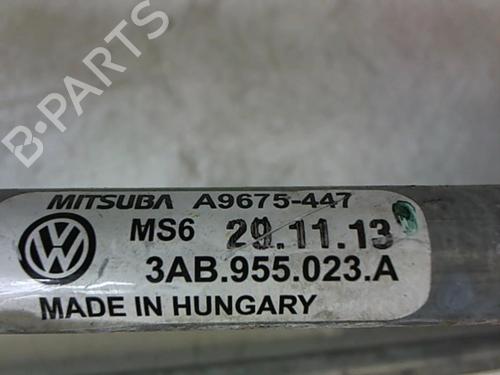 B-PARTS
MITSUBA A9675-447
MS6 29.11.13
3AB.955.023.A
MADE IN HUNGARY